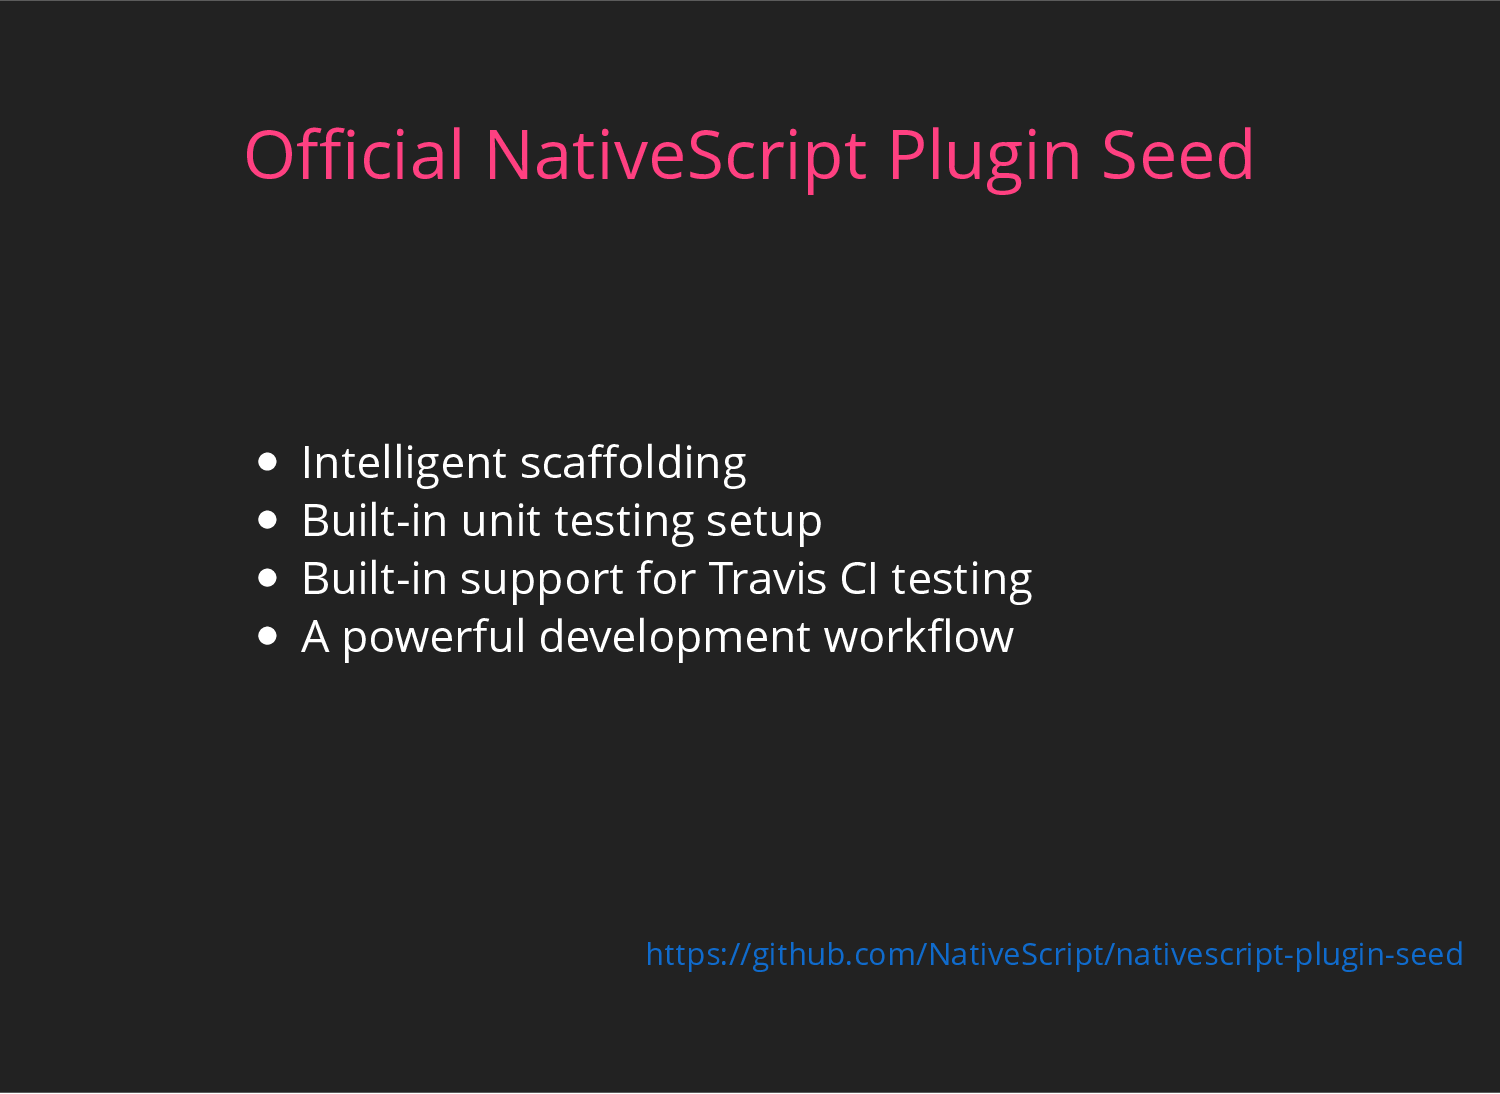 Official NativeScript Plugin Seed
• Intelligent scaffolding
• Built-in unit testing setup
• Built-in support for Travis CI testing
• A powerful development workflow
https://github.com/NativeScript/nativescript-plugin-seed